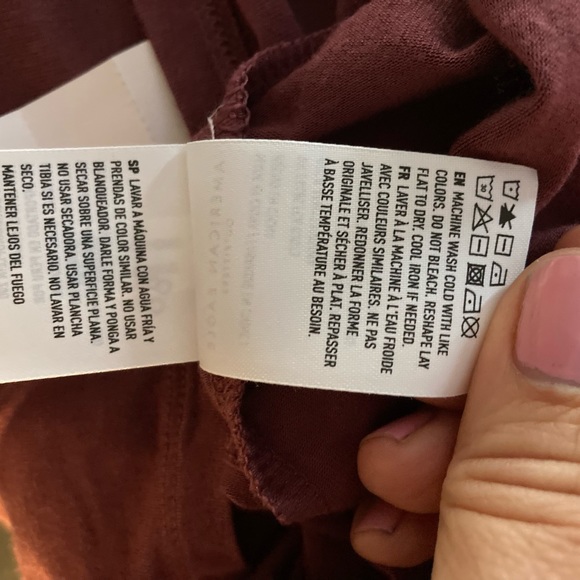 30
EN MACHINE WASH COLD WITH LIKE
COLORS. DO NOT BLEACH. RESHAPE LAY
FLAT TO DRY. COOL IRON IF NEEDED.
FR LAVER À LA MACHINE À L'EAU FROIDE
AVEC COULEURS SIMILAIRES. NE PAS
JAVELLISER. REDONNER LA FORME
ORIGINALE ET SÉCHER À PLAT. REPASSER
À BASSE TEMPÉRATURE AU BESOIN.
SP LAVAR A MÁQUINA CON AGUA FRÍA Y
PRENDAS DE COLOR SIMILAR. NO USAR
BLANQUEADOR. DARLE FORMA Y PONGA A
SECAR SOBRE UNA SUPERFICIE PLANA.
NO USAR SECADORA. USAR PLANCHA
TIBIA SI ES NECESARIO. NO LAVAR EN
SECO.
MANTENER LEJOS DEL FUEGO